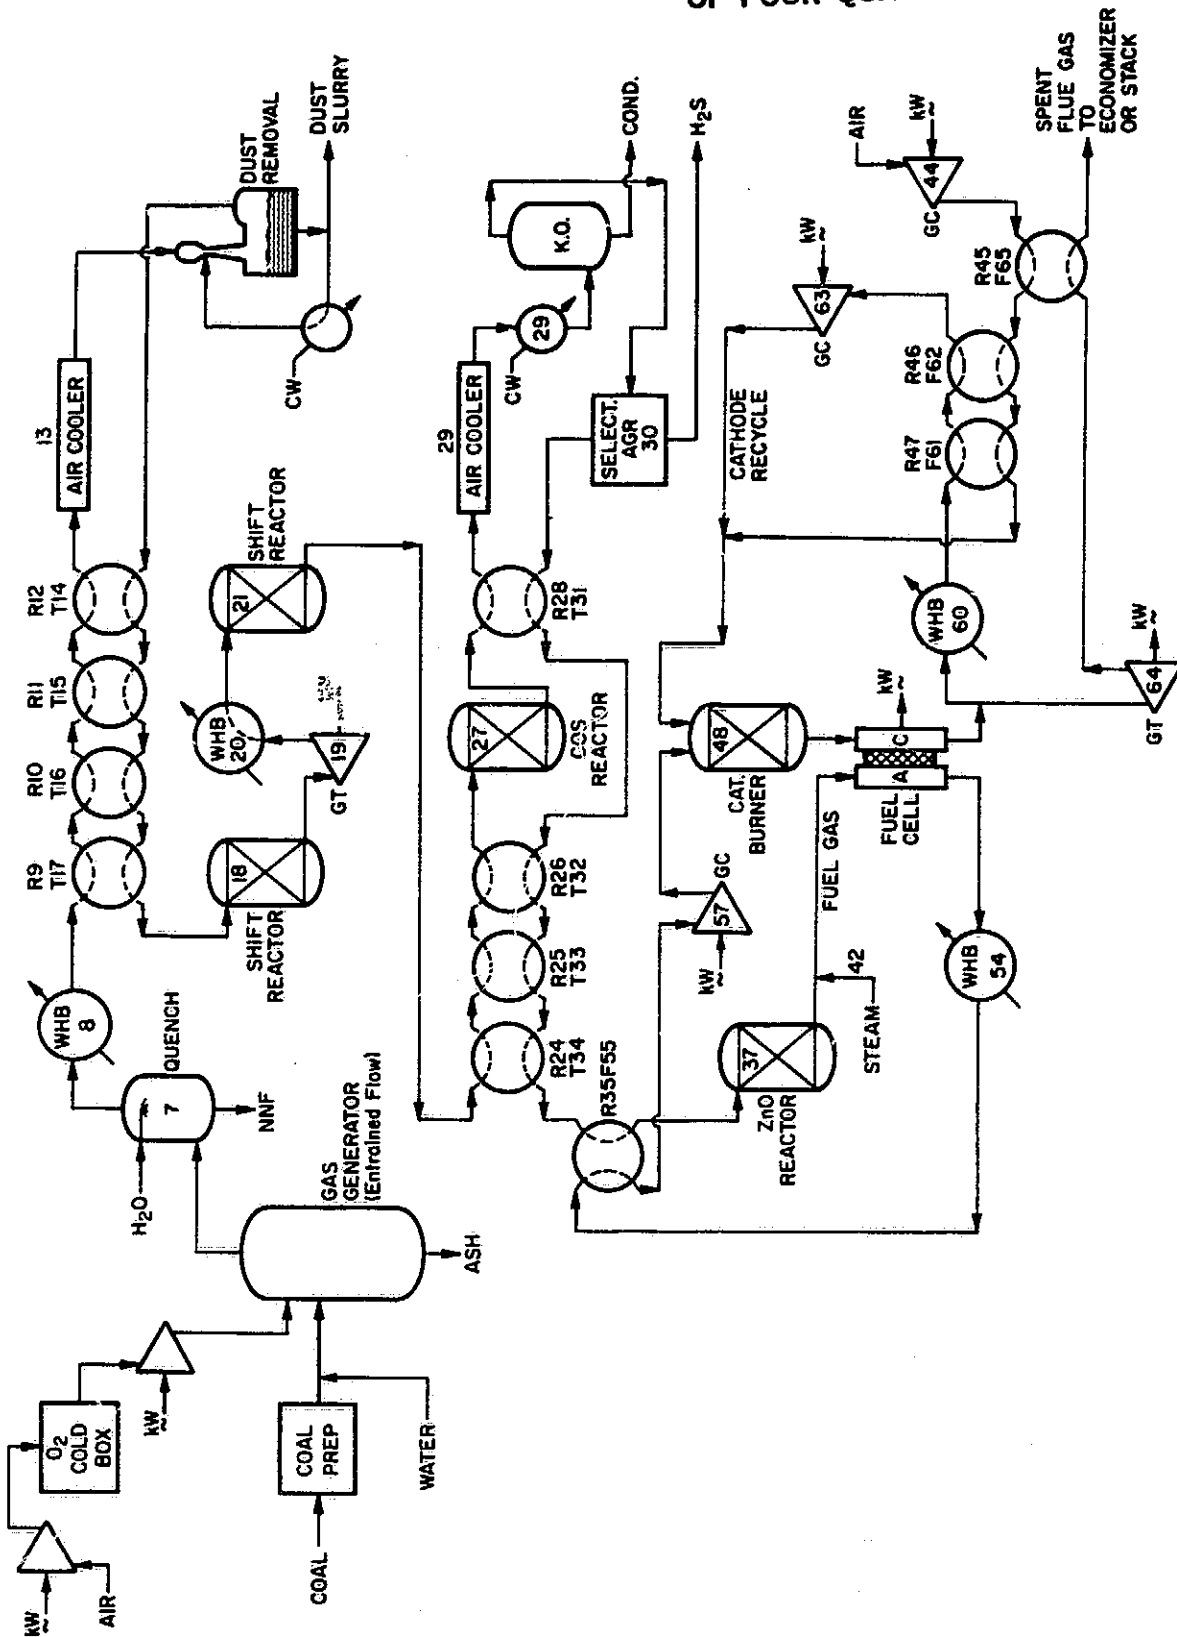 OF POOR
kW
~
AIR
O2
COLD
BOX
kW
~
COAL
COAL
PREP
WATER
GAS
GENERATOR
(Entrained Flow)
ASH
H2O
QUENCH
7
NNF
WHB
8
R9
T17
R10
T16
R11
T15
R12
T14
13
AIR COOLER
DUST
REMOVAL
DUST
SLURRY
CW
SHIFT
REACTOR
18
GT
19
WHB
20
21
SHIFT
REACTOR
R24
T34
R25
T33
R26
T32
27
COS
REACTOR
R28
T31
29
AIR COOLER
CW
29
K.O.
COND.
SELECT.
AGR
30
H2S
R35F55
ZnO
REACTOR
37
STEAM
42
FUEL GAS
kW
~
57
GC
CAT.
BURNER
48
FUEL
CELL
A
C
kW
~
WHB
54
WHB
60
CATHODE
RECYCLE
GC
63
kW
~
R47
F61
R46
F62
R45
F65
GC
44
kW
~
AIR
GT
64
kW
~
SPENT
FLUE GAS
TO
ECONOMIZER
OR STACK